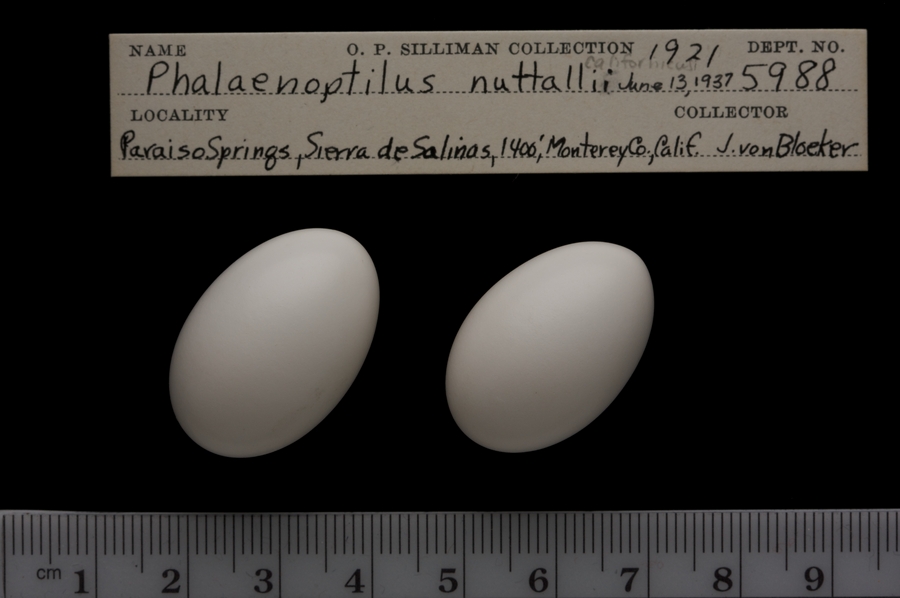 NAME O. P. SILLIMAN COLLECTION 1921 DEPT. NO.
californicus
Phalaenoptilus nuttallii June 13, 1937 5988
LOCALITY COLLECTOR
Paraiso Springs, Sierra de Salinas, 1400', Monterey Co., Calif. J. von Bloeker
cm 1 2 3 4 5 6 7 8 9